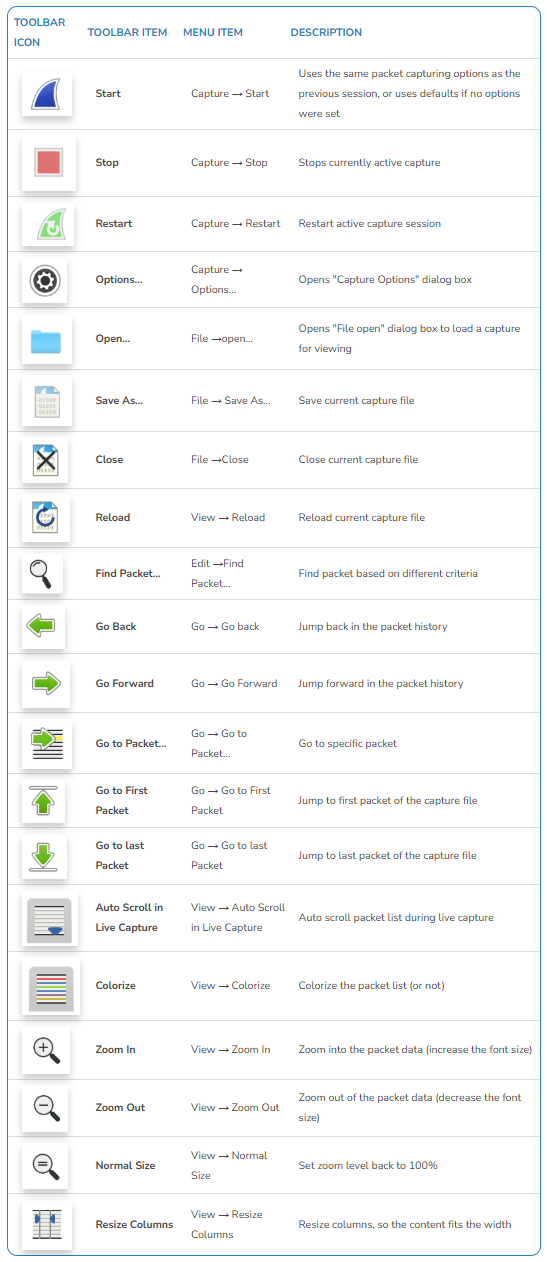 TOOLBAR ICON TOOLBAR ITEM MENU ITEM DESCRIPTION
Start Capture → Start Uses the same packet capturing options as the previous session, or uses defaults if no options were set
Stop Capture → Stop Stops currently active capture
Restart Capture → Restart Restart active capture session
Options... Capture → Options... Opens "Capture Options" dialog box
Open... File →open... Opens "File open" dialog box to load a capture for viewing
Save As... File → Save As... Save current capture file
Close File →Close Close current capture file
Reload View → Reload Reload current capture file
Find Packet... Edit →Find Packet... Find packet based on different criteria
Go Back Go → Go back Jump back in the packet history
Go Forward Go → Go Forward Jump forward in the packet history
Go to Packet... Go → Go to Packet... Go to specific packet
Go to First Packet Go → Go to First Packet Jump to first packet of the capture file
Go to last Packet Go → Go to last Packet Jump to last packet of the capture file
Auto Scroll in Live Capture View → Auto Scroll in Live Capture Auto scroll packet list during live capture
Colorize View → Colorize Colorize the packet list (or not)
Zoom In View → Zoom In Zoom into the packet data (increase the font size)
Zoom Out View → Zoom Out Zoom out of the packet data (decrease the font size)
Normal Size View → Normal Size Set zoom level back to 100%
Resize Columns View → Resize Columns Resize columns, so the content fits the width